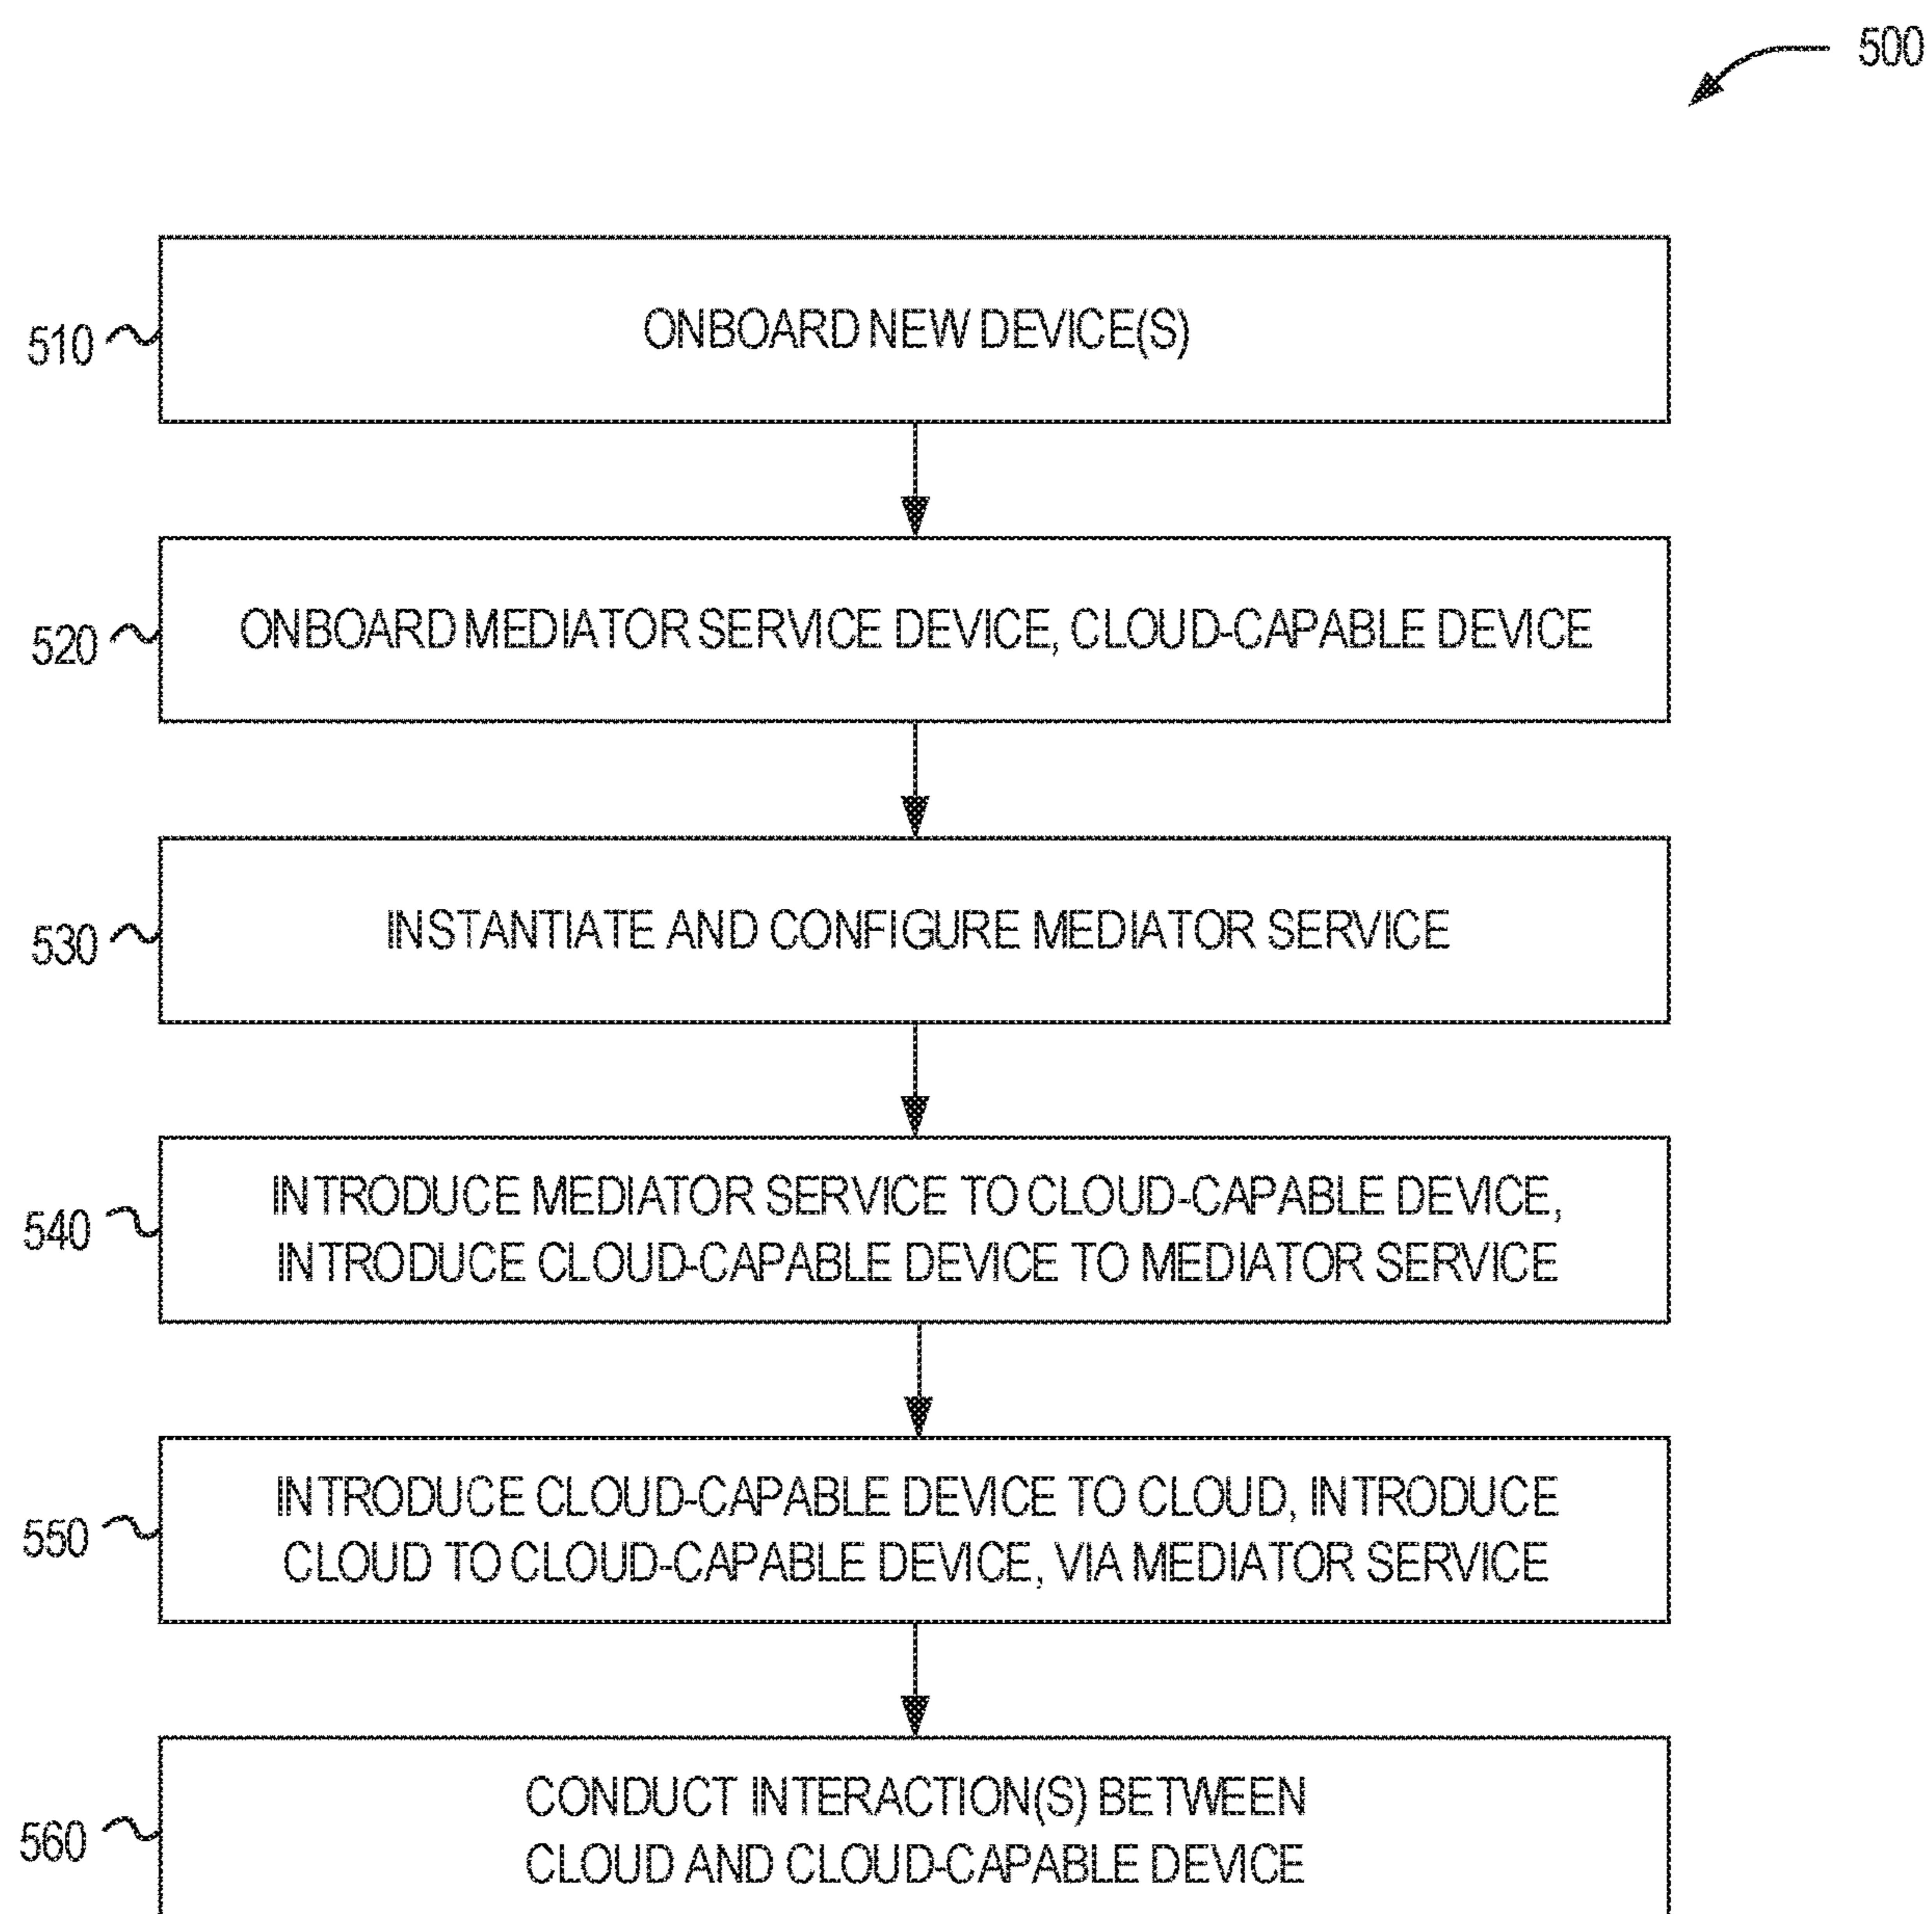 500
510
ONBOARD NEW DEVICE(S)
520
ONBOARD MEDIATOR SERVICE DEVICE, CLOUD-CAPABLE DEVICE
530
INSTANTIATE AND CONFIGURE MEDIATOR SERVICE
540
INTRODUCE MEDIATOR SERVICE TO CLOUD-CAPABLE DEVICE,
INTRODUCE CLOUD-CAPABLE DEVICE TO MEDIATOR SERVICE
550
INTRODUCE CLOUD-CAPABLE DEVICE TO CLOUD, INTRODUCE
CLOUD TO CLOUD-CAPABLE DEVICE, VIA MEDIATOR SERVICE
560
CONDUCT INTERACTION(S) BETWEEN
CLOUD AND CLOUD-CAPABLE DEVICE